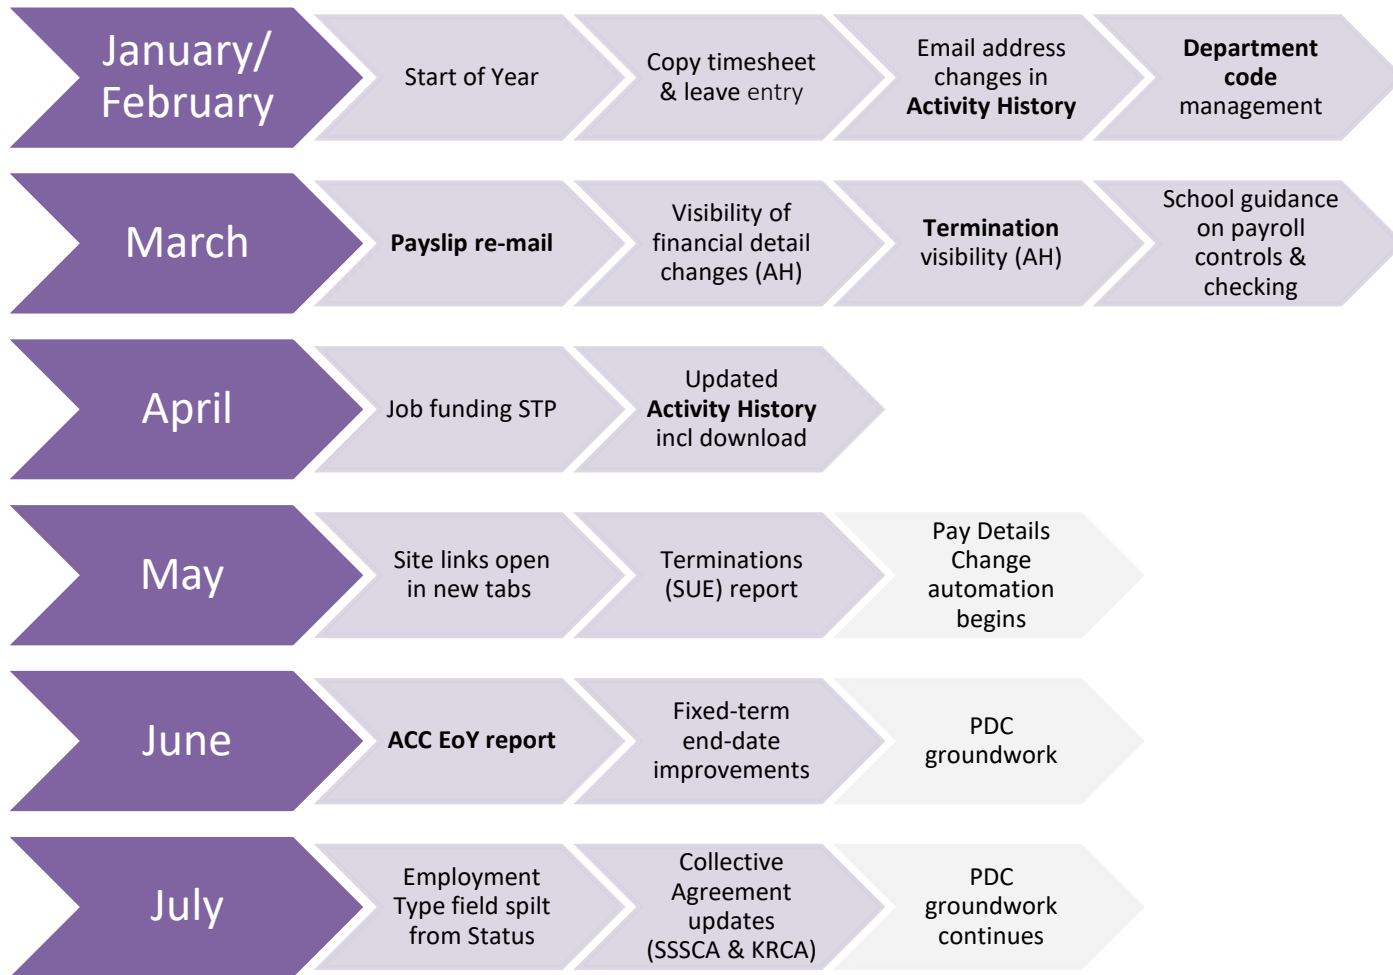 January/
February
Start of Year
Copy timesheet
& leave entry
Email address
changes in
Activity History
Department
code
management
March
Payslip re-mail
Visibility of
financial detail
changes (AH)
Termination
visibility (AH)
School guidance
on payroll
controls &
checking
April
Job funding STP
Updated
Activity History
incl download
May
Site links open
in new tabs
Terminations
(SUE) report
Pay Details
Change
automation
begins
June
ACC EoY report
Fixed-term
end-date
improvements
PDC
groundwork
July
Employment
Type field spilt
from Status
Collective
Agreement
updates
(SSSCA & KRCA)
PDC
groundwork
continues